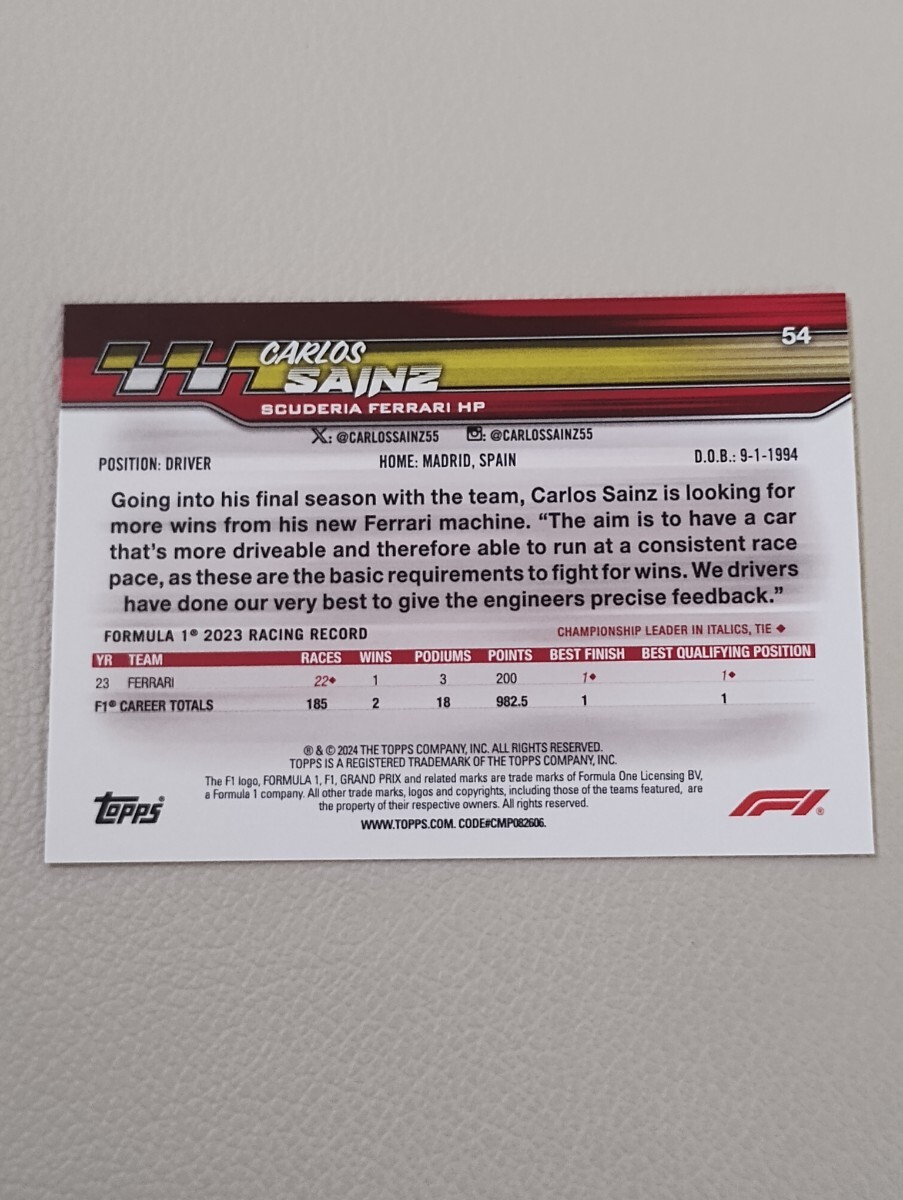 54
CARLOS
SAINZ
SCUDERIA FERRARI HP
X: @CARLOSSAINZ55 : @CARLOSSAINZ55
POSITION: DRIVER HOME: MADRID, SPAIN D.O.B.: 9-1-1994
Going into his final season with the team, Carlos Sainz is looking for
more wins from his new Ferrari machine. “The aim is to have a car
that’s more driveable and therefore able to run at a consistent race
pace, as these are the basic requirements to fight for wins. We drivers
have done our very best to give the engineers precise feedback.”
FORMULA 1® 2023 RACING RECORD CHAMPIONSHIP LEADER IN ITALICS, TIE ♦
YR TEAM RACES WINS PODIUMS POINTS BEST FINISH BEST QUALIFYING POSITION
23 FERRARI 22♦ 1 3 200 1♦ 1♦
F1® CAREER TOTALS 185 2 18 982.5 1 1
® & © 2024 THE TOPPS COMPANY, INC. ALL RIGHTS RESERVED.
TOPPS IS A REGISTERED TRADEMARK OF THE TOPPS COMPANY, INC.
The F1 logo, FORMULA 1, F1, GRAND PRIX and related marks are trade marks of Formula One Licensing BV,
a Formula 1 company. All other trade marks, logos and copyrights, including those of the teams featured, are
the property of their respective owners. All rights reserved.
WWW.TOPPS.COM. CODE#CMP082606.
topps®
F1®